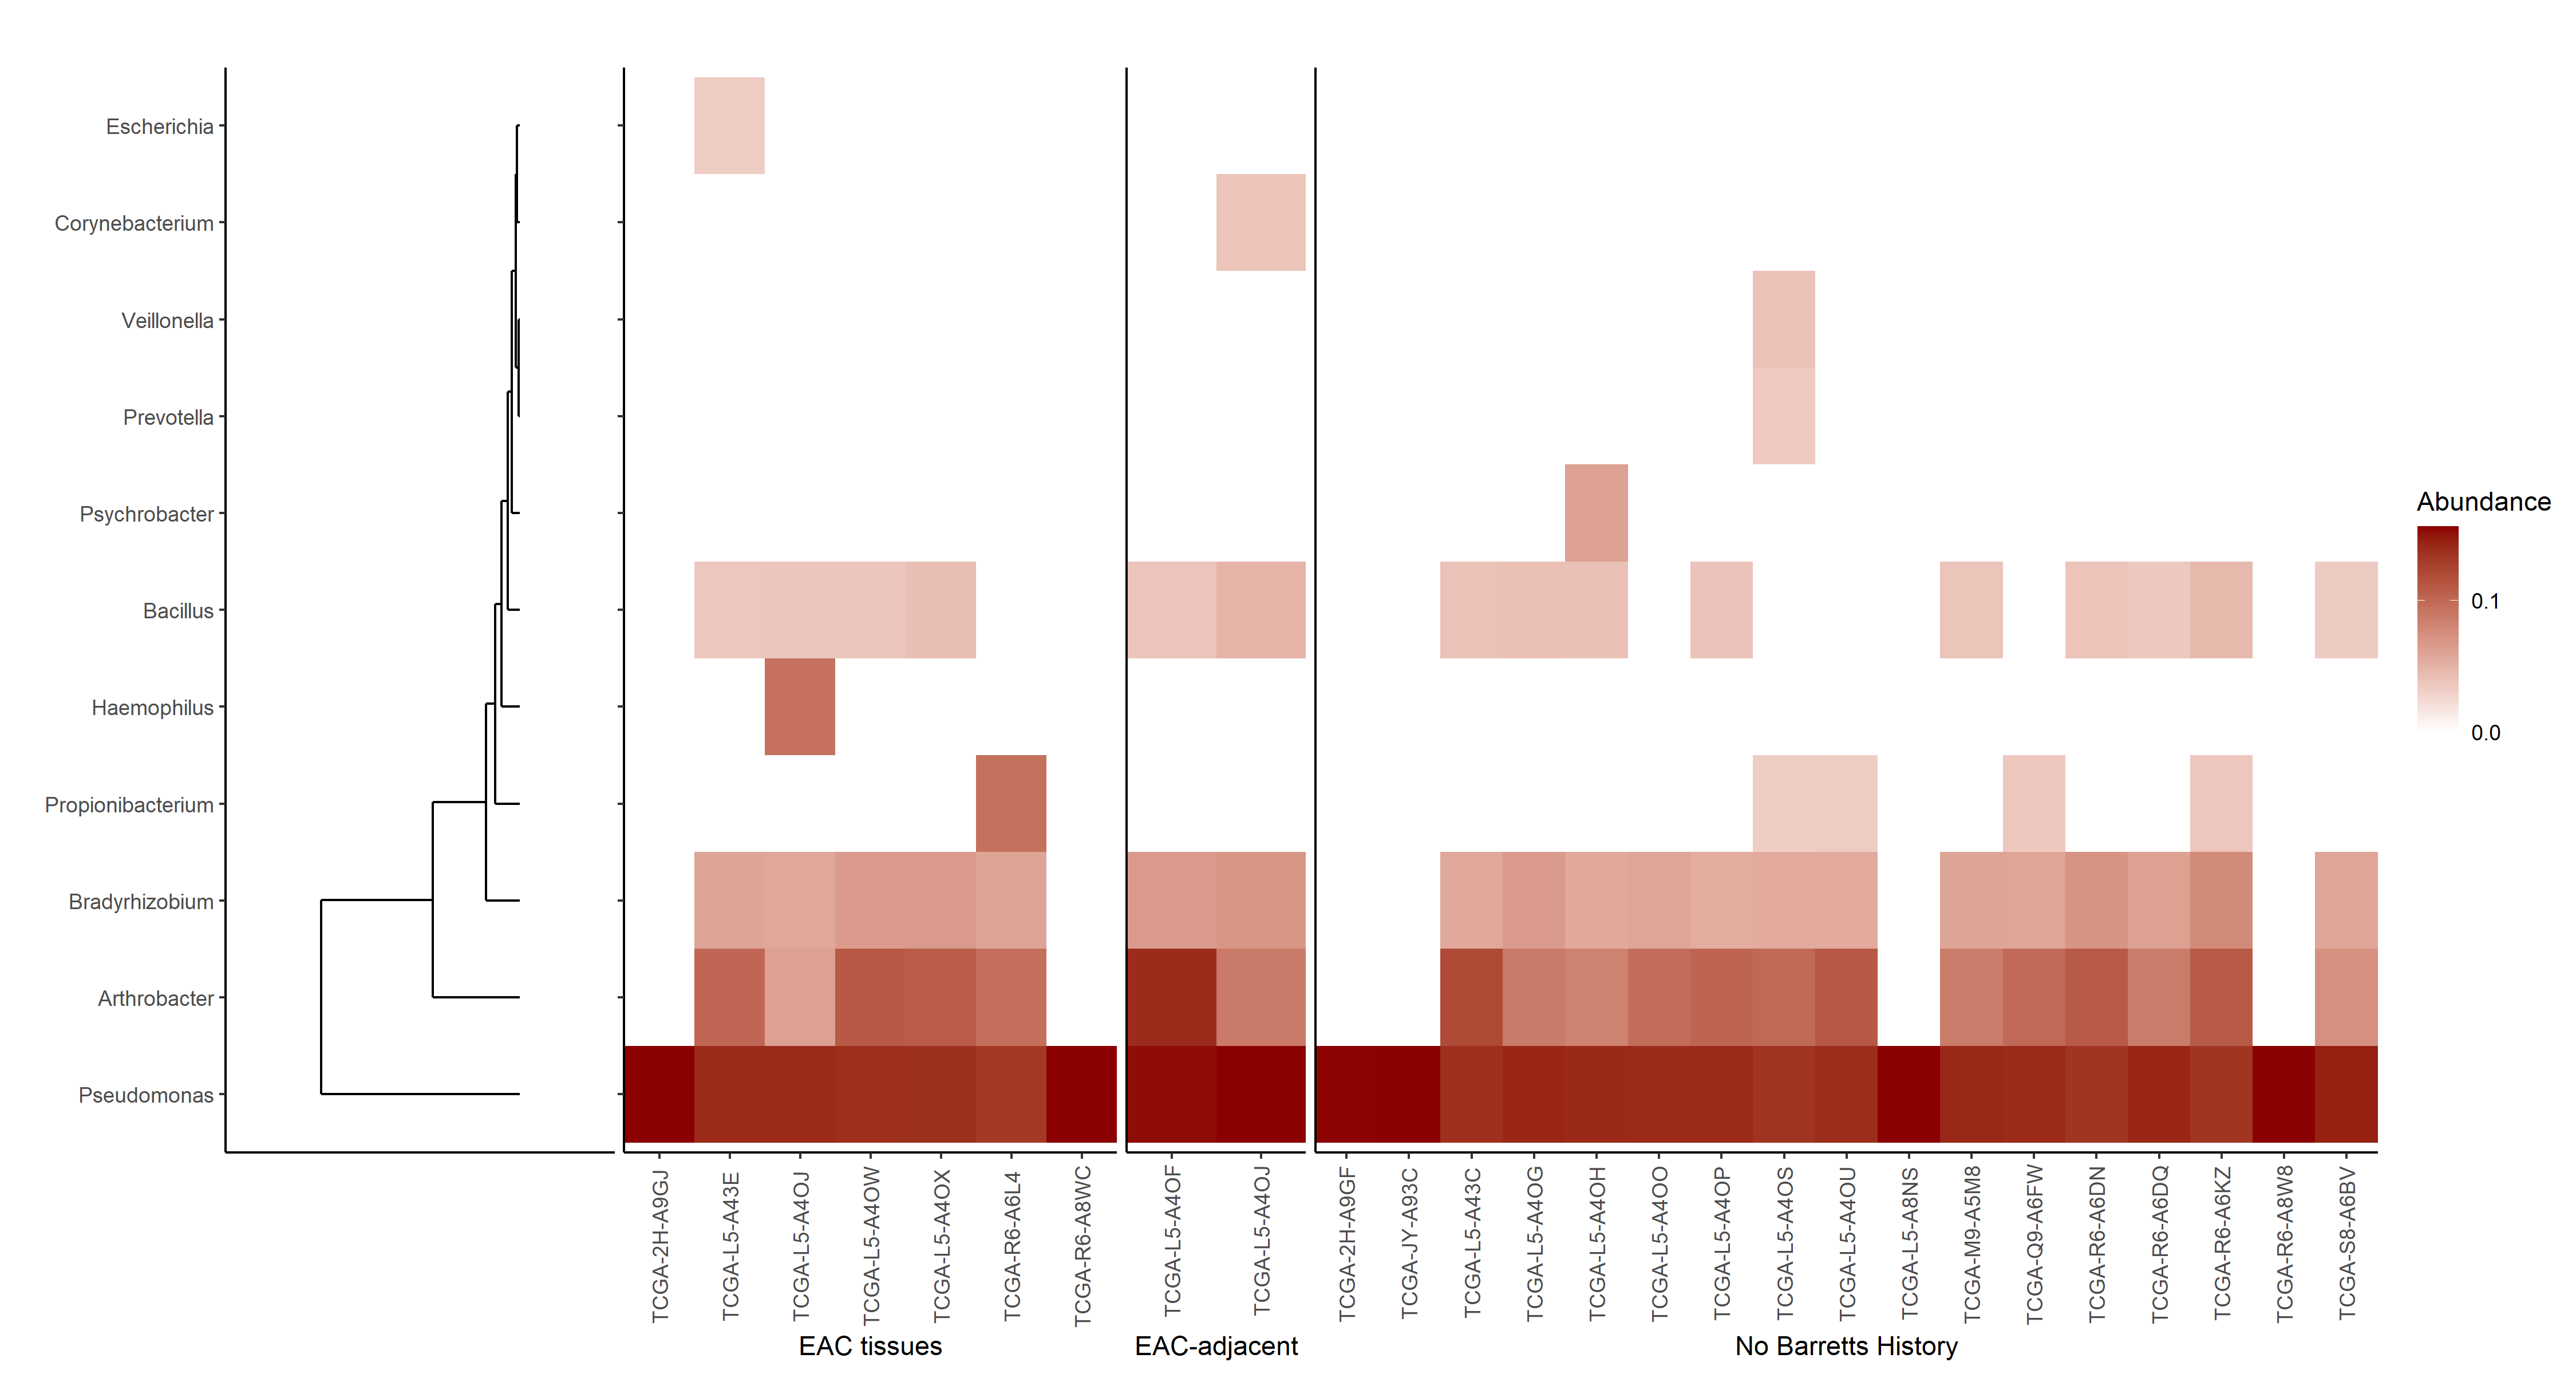 Escherichia
Corynebacterium
Veillonella
Prevotella
Psychrobacter
Bacillus
Haemophilus
Propionibacterium
Bradyrhizobium
Arthrobacter
Pseudomonas
TCGA-2H-A9GJ
TCGA-L5-A43E
TCGA-L5-A4OJ
TCGA-L5-A4OW
TCGA-L5-A4OX
TCGA-R6-A6L4
TCGA-R6-A8WC
EAC tissues
TCGA-L5-A4OF
TCGA-L5-A4OJ
EAC-adjacent
TCGA-2H-A9GF
TCGA-JY-A93C
TCGA-L5-A43C
TCGA-L5-A4OG
TCGA-L5-A4OH
TCGA-L5-A4OO
TCGA-L5-A4OP
TCGA-L5-A4OS
TCGA-L5-A4OU
TCGA-L5-A8NS
TCGA-M9-A5M8
TCGA-Q9-A6FW
TCGA-R6-A6DN
TCGA-R6-A6DQ
TCGA-R6-A6KZ
TCGA-R6-A8W8
TCGA-S8-A6BV
No Barretts History
Abundance
0.1
0.0